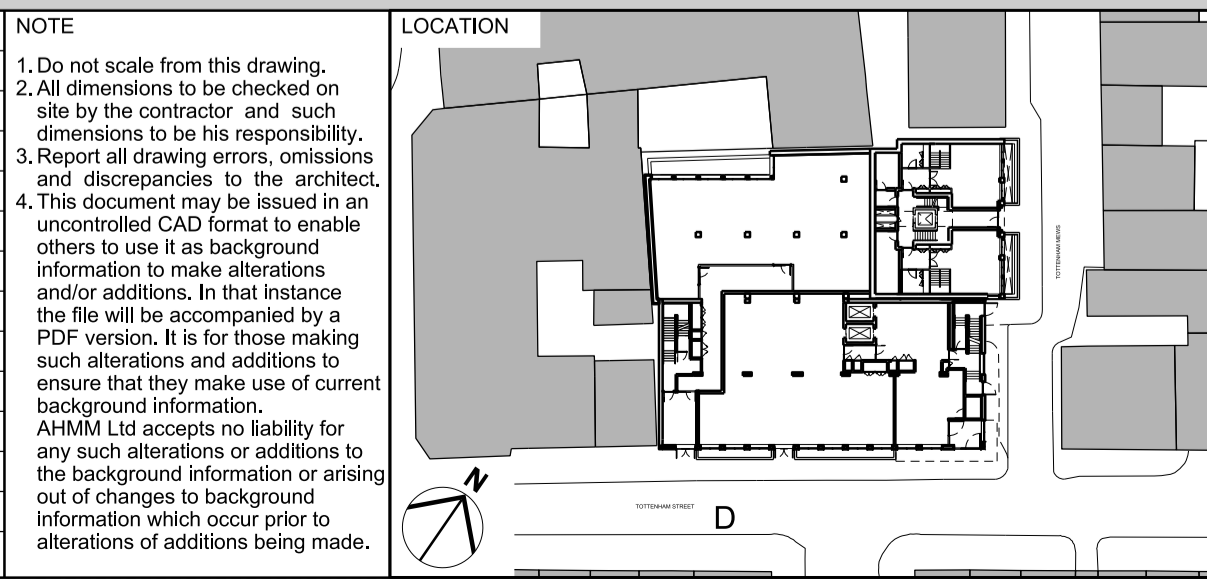 NOTE
1. Do not scale from this drawing.
2. All dimensions to be checked on
site by the contractor and such
dimensions to be his responsibility.
3. Report all drawing errors, omissions
and discrepancies to the architect.
4. This document may be issued in an
uncontrolled CAD format to enable
others to use it as background
information to make alterations
and/or additions. In that instance
the file will be accompanied by a
PDF version. It is for those making
such alterations and additions to
ensure that they make use of current
background information.
AHMM Ltd accepts no liability for
any such alterations or additions to
the background information or arising
out of changes to background
information which occur prior to
alterations of additions being made.
LOCATION
TOTTENHAM MEWS
N
TOTTENHAM STREET
D